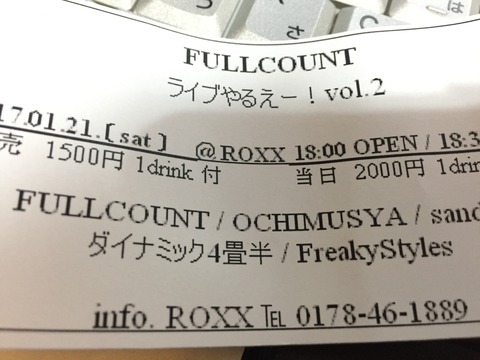 FULLCOUNT
ライブやるえー！vol.2
17.01.21.[sat] @ROXX 18:00 OPEN / 18:3
売 1500円 1drink 付 当日 2000円 1drin
FULLCOUNT / OCHIMUSYA / sand
ダイナミック4畳半 / FreakyStyles
info. ROXX ℡ 0178-46-1889